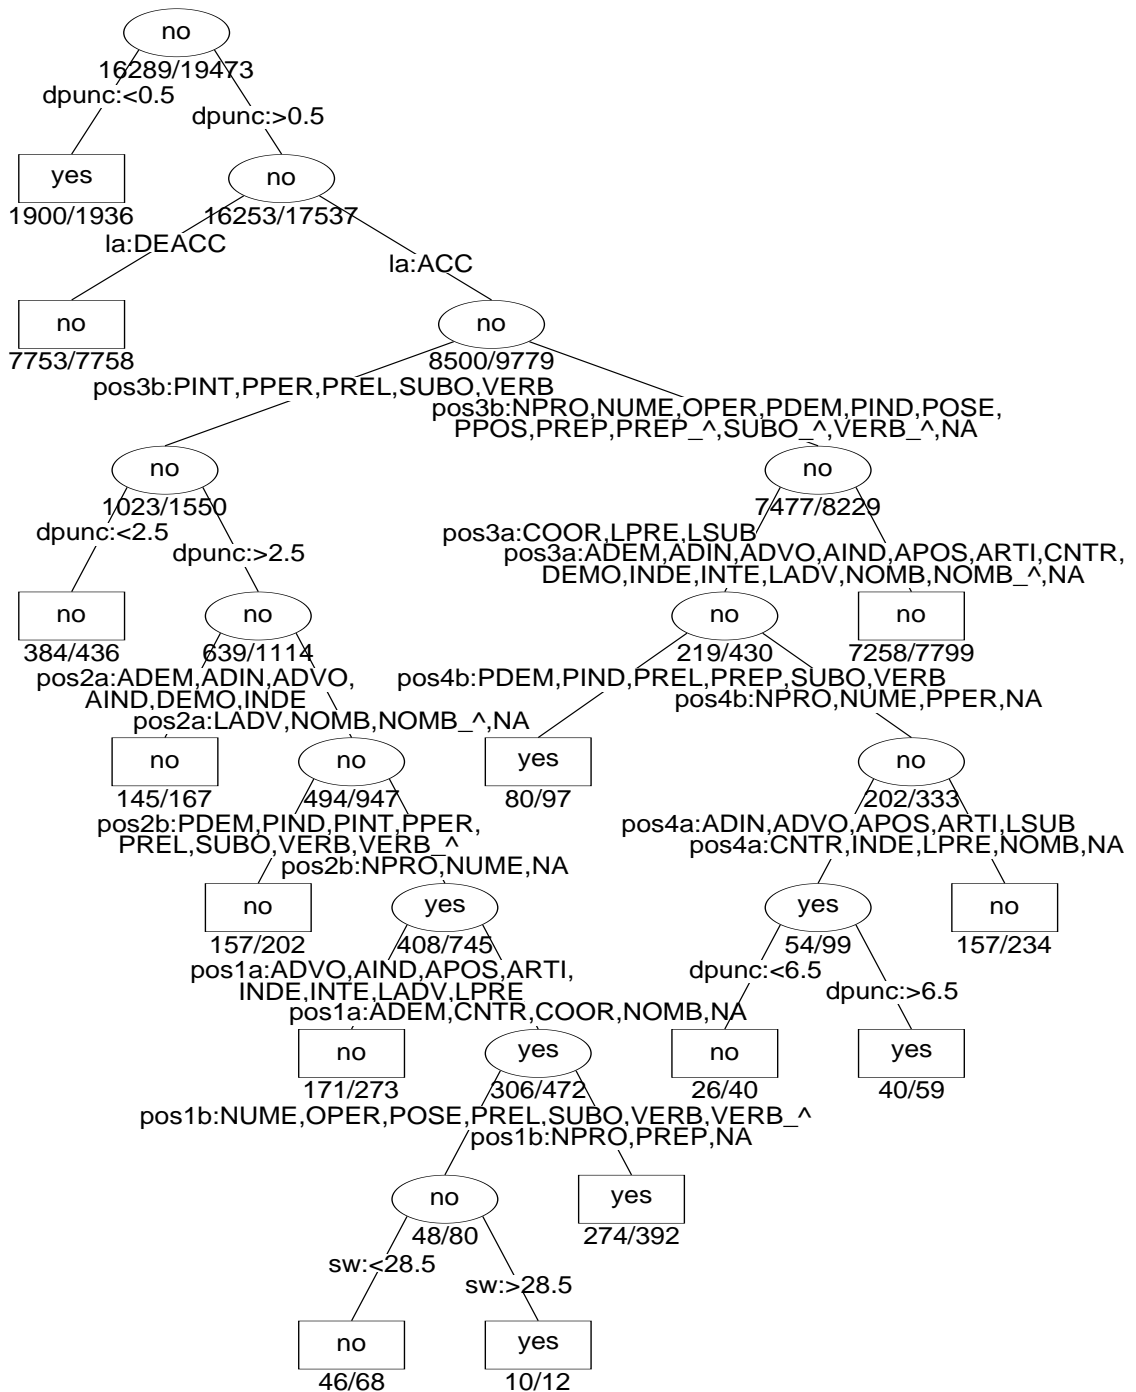 no
16289/19473
dpunc:<0.5
dpunc:>0.5
yes
no
1900/1936
16253/17537
la:DEACC
la:ACC
no
no
7753/7758
8500/9779
pos3b:PINT,PPER,PREL,SUBO,VERB
pos3b:NPRO,NUME,OPER,PDEM,PIND,POSE,
PPOS,PREP,PREP_^,SUBO_^,VERB_^,NA
no
no
1023/1550
7477/8229
dpunc:<2.5
dpunc:>2.5
pos3a:COOR,LPRE,LSUB
pos3a:ADEM,ADIN,ADVO,AIND,APOS,ARTI,CNTR,
DEMO,INDE,INTE,LADV,NOMB,NOMB_^,NA
no
no
no
no
384/436
639/1114
219/430
7258/7799
pos2a:ADEM,ADIN,ADVO,
AIND,DEMO,INDE
pos2a:LADV,NOMB,NOMB_^,NA
pos4b:PDEM,PIND,PREL,PREP,SUBO,VERB
pos4b:NPRO,NUME,PPER,NA
no
no
yes
no
145/167
494/947
80/97
202/333
pos2b:PDEM,PIND,PINT,PPER,
PREL,SUBO,VERB,VERB_^
pos2b:NPRO,NUME,NA
pos4a:ADIN,ADVO,APOS,ARTI,LSUB
pos4a:CNTR,INDE,LPRE,NOMB,NA
no
yes
yes
no
157/202
408/745
54/99
157/234
pos1a:ADVO,AIND,APOS,ARTI,
INDE,INTE,LADV,LPRE
pos1a:ADEM,CNTR,COOR,NOMB,NA
dpunc:<6.5
dpunc:>6.5
no
yes
no
yes
171/273
306/472
26/40
40/59
pos1b:NUME,OPER,POSE,PREL,SUBO,VERB,VERB_^
pos1b:NPRO,PREP,NA
no
yes
48/80
274/392
sw:<28.5
sw:>28.5
no
yes
46/68
10/12